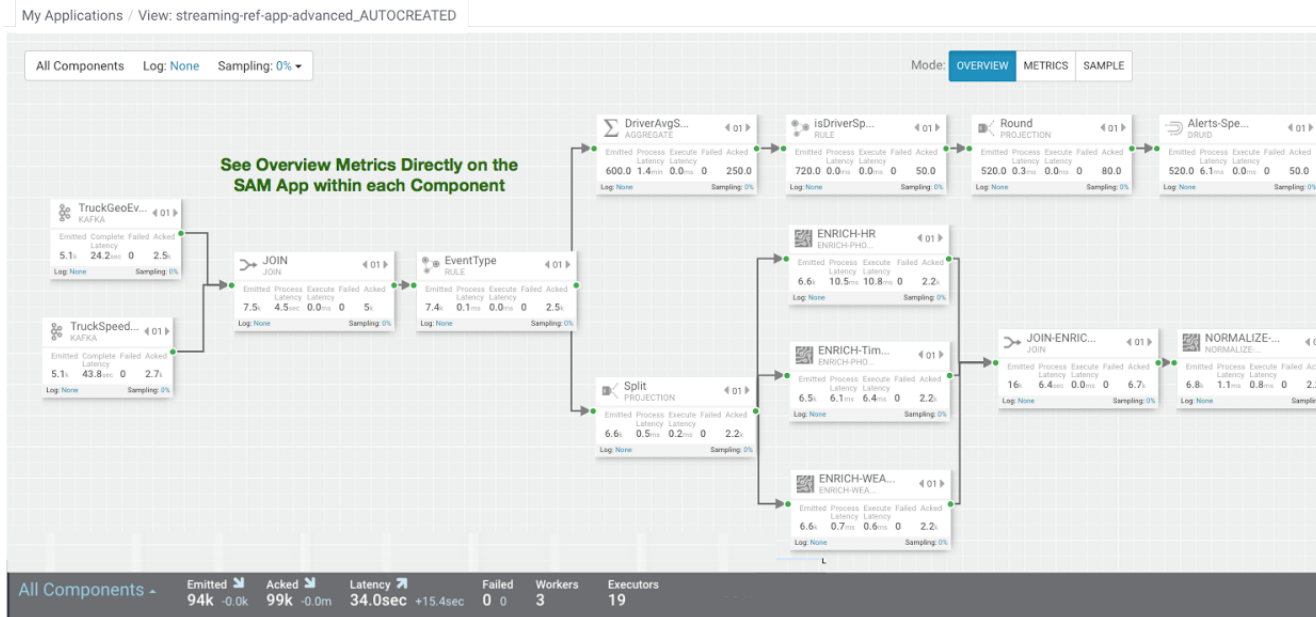 My Applications / View: streaming-ref-app-advanced_AUTOCREATED
All Components Log: None Sampling: 0%
Mode: OVERVIEW METRICS SAMPLE
See Overview Metrics Directly on the
SAM App within each Component
TruckGeoEv... 01
KAFKA
Emitted Complete Latency Failed Acked
5.1k 24.2sec 0 2.5k
Log: None Sampling: 0%
TruckSpeed... 01
KAFKA
Emitted Complete Latency Failed Acked
5.1k 43.8sec 0 2.7k
Log: None Sampling: 0%
JOIN 01
JOIN
Emitted Process Latency Execute Latency Failed Acked
7.5k 4.5sec 0.0ms 0 5k
Log: None Sampling: 0%
EventType 01
RULE
Emitted Process Latency Execute Latency Failed Acked
7.4k 0.1ms 0.0ms 0 2.5k
Log: None Sampling: 0%
DriverAvgS... 01
AGGREGATE
Emitted Process Latency Execute Latency Failed Acked
600.0 1.4min 0.0ms 0 250.0
Log: None Sampling: 0%
isDriverSp... 01
RULE
Emitted Process Latency Execute Latency Failed Acked
720.0 0.0ms 0.0ms 0 50.0
Log: None Sampling: 0%
Round 01
PROJECTION
Emitted Process Latency Execute Latency Failed Acked
520.0 0.3ms 0.0ms 0 80.0
Log: None Sampling: 0%
Alerts-Spe... 01
DRUID
Emitted Process Latency Execute Latency Failed Acked
520.0 6.1ms 0.0ms 0 50.0
Log: None Sampling: 0%
Split 01
PROJECTION
Emitted Process Latency Execute Latency Failed Acked
6.6k 0.5ms 0.2ms 0 2.2k
Log: None Sampling: 0%
ENRICH-HR 01
ENRICH-PHO...
Emitted Process Latency Execute Latency Failed Acked
6.6k 10.5ms 10.8ms 0 2.2k
Log: None Sampling: 0%
ENRICH-Tim... 01
ENRICH-PHO...
Emitted Process Latency Execute Latency Failed Acked
6.5k 6.1ms 6.4ms 0 2.2k
Log: None Sampling: 0%
ENRICH-WEA... 01
ENRICH-WEA...
Emitted Process Latency Execute Latency Failed Acked
6.6k 0.7ms 0.6ms 0 2.2k
Log: None Sampling: 0%
L
JOIN-ENRIC... 01
JOIN
Emitted Process Latency Execute Latency Failed Acked
16k 6.4sec 0.0ms 0 6.7k
Log: None Sampling: 0%
NORMALIZE-...
NORMALIZE-...
Emitted Process Latency Execute Latency Failed
6.8k 1.1ms 0.8ms 0
Log: None
All Components Emitted Acked Latency Failed Workers Executors
94k -0.0k 99k -0.0m 34.0sec +15.4sec 0 0 3 19